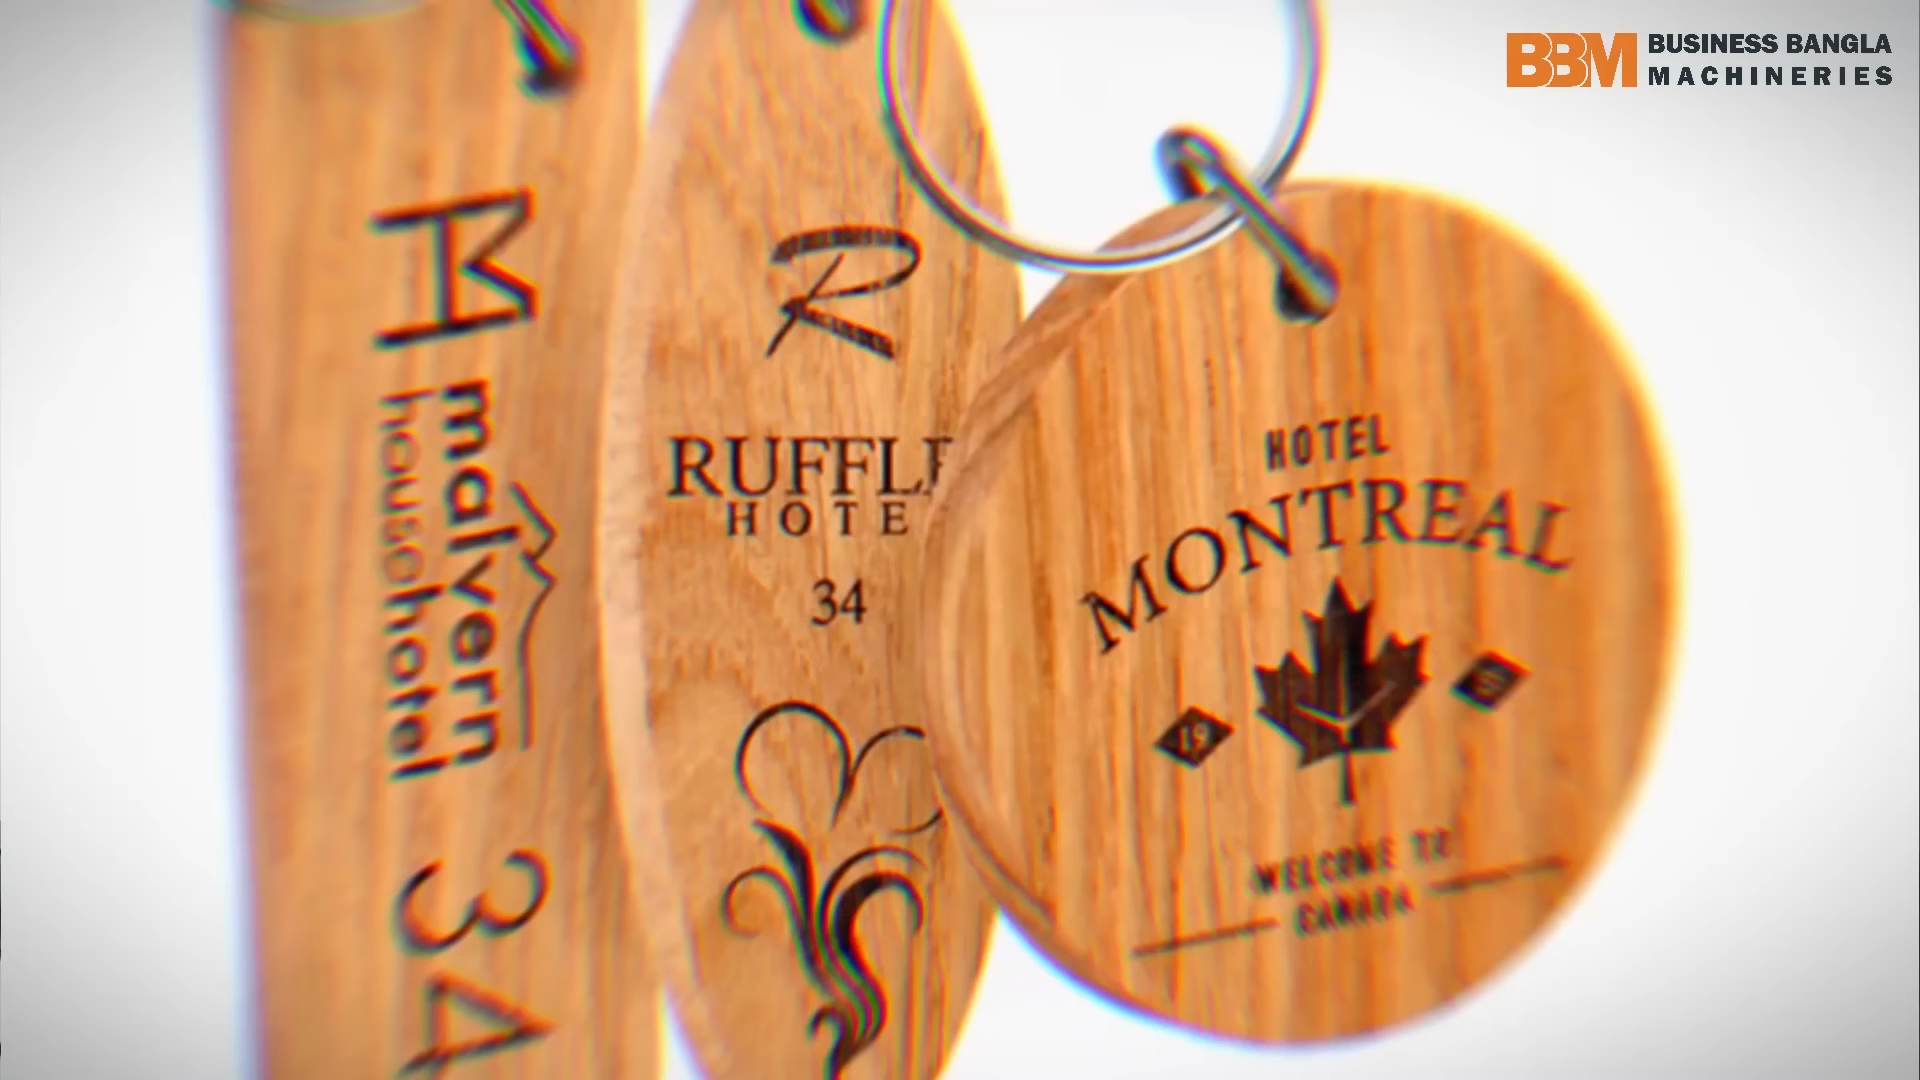 BBM BUSINESS BANGLA
MACHINERIES
M
malvern
househotel
34
R
RUFFLE
HOTE
34
HOTEL
MONTREAL
19
WELCOME TO
CANADA